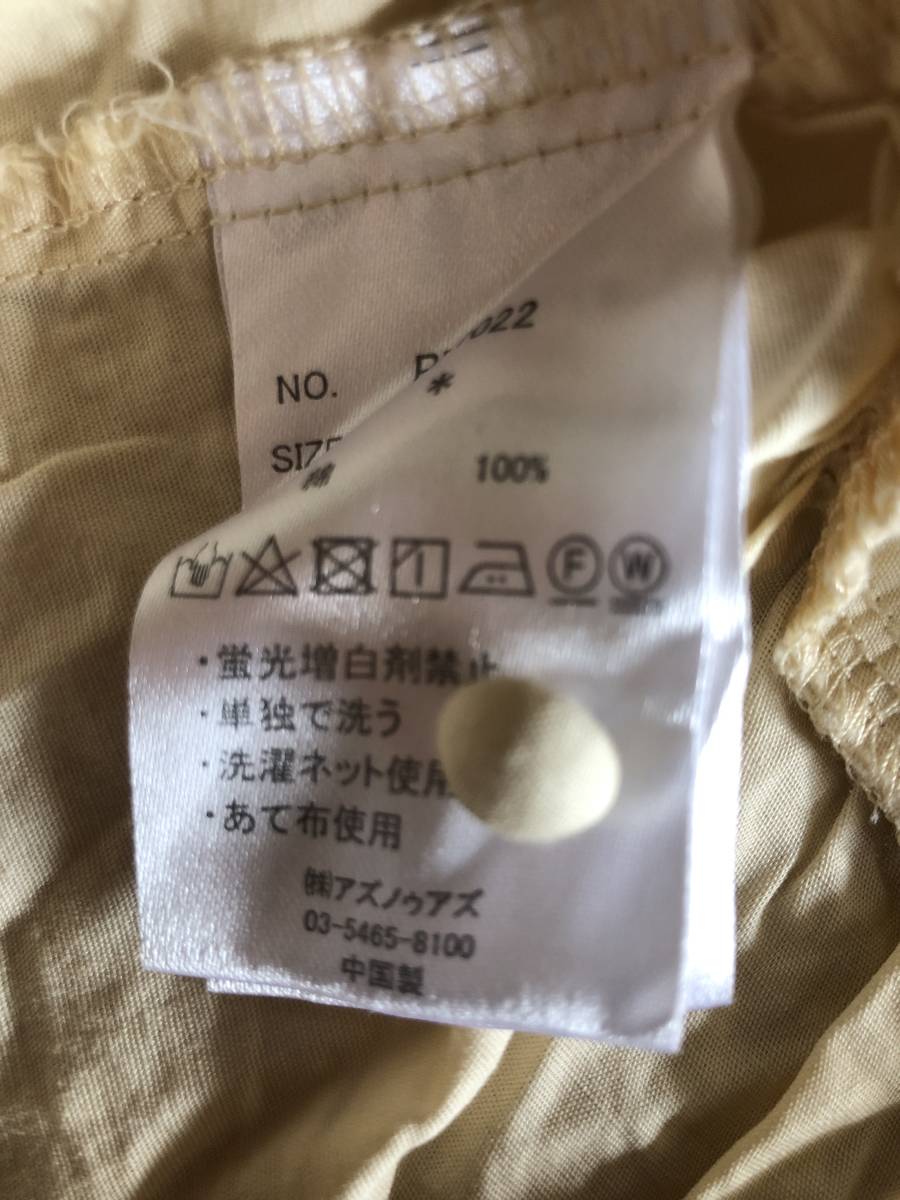 NO.
*
綿 100%
F W
・蛍光増白剤禁止
・単独で洗う
・洗濯ネット使用
・あて布使用
㈱アズノゥアズ
03-5465-8100
中国製